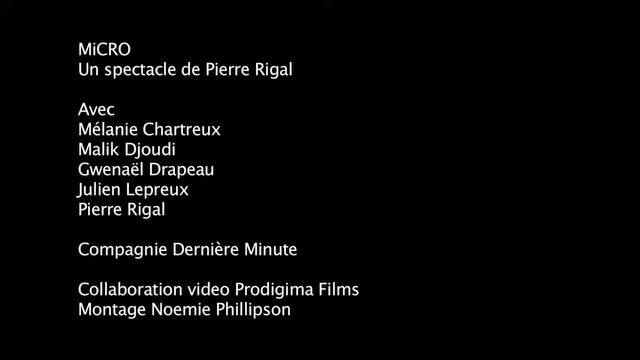 MiCRO
Un spectacle de Pierre Rigal
Avec
Mélanie Chartreux
Malik Djoudi
Gwenaël Drapeau
Julien Lepreux
Pierre Rigal
Compagnie Dernière Minute
Collaboration video Prodigima Films
Montage Noemie Phillipson